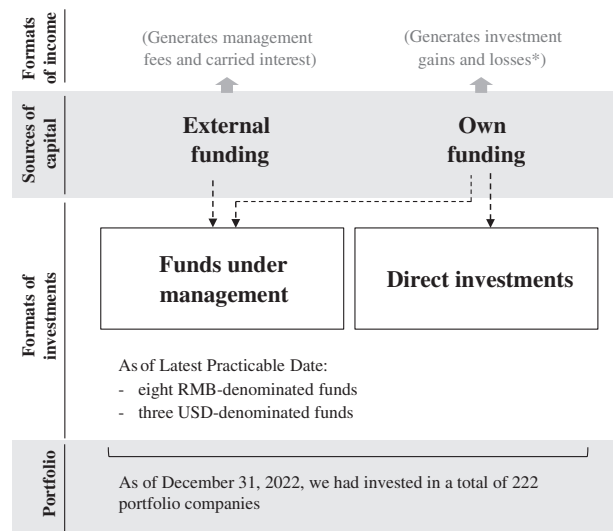 Formats
of income
(Generates management
fees and carried interest)
(Generates investment
gains and losses*)
Sources of
capital
External
funding
Own
funding
Formats of
investments
Funds under
management
Direct investments
As of Latest Practicable Date:
- eight RMB-denominated funds
- three USD-denominated funds
Portfolio
As of December 31, 2022, we had invested in a total of 222
portfolio companies